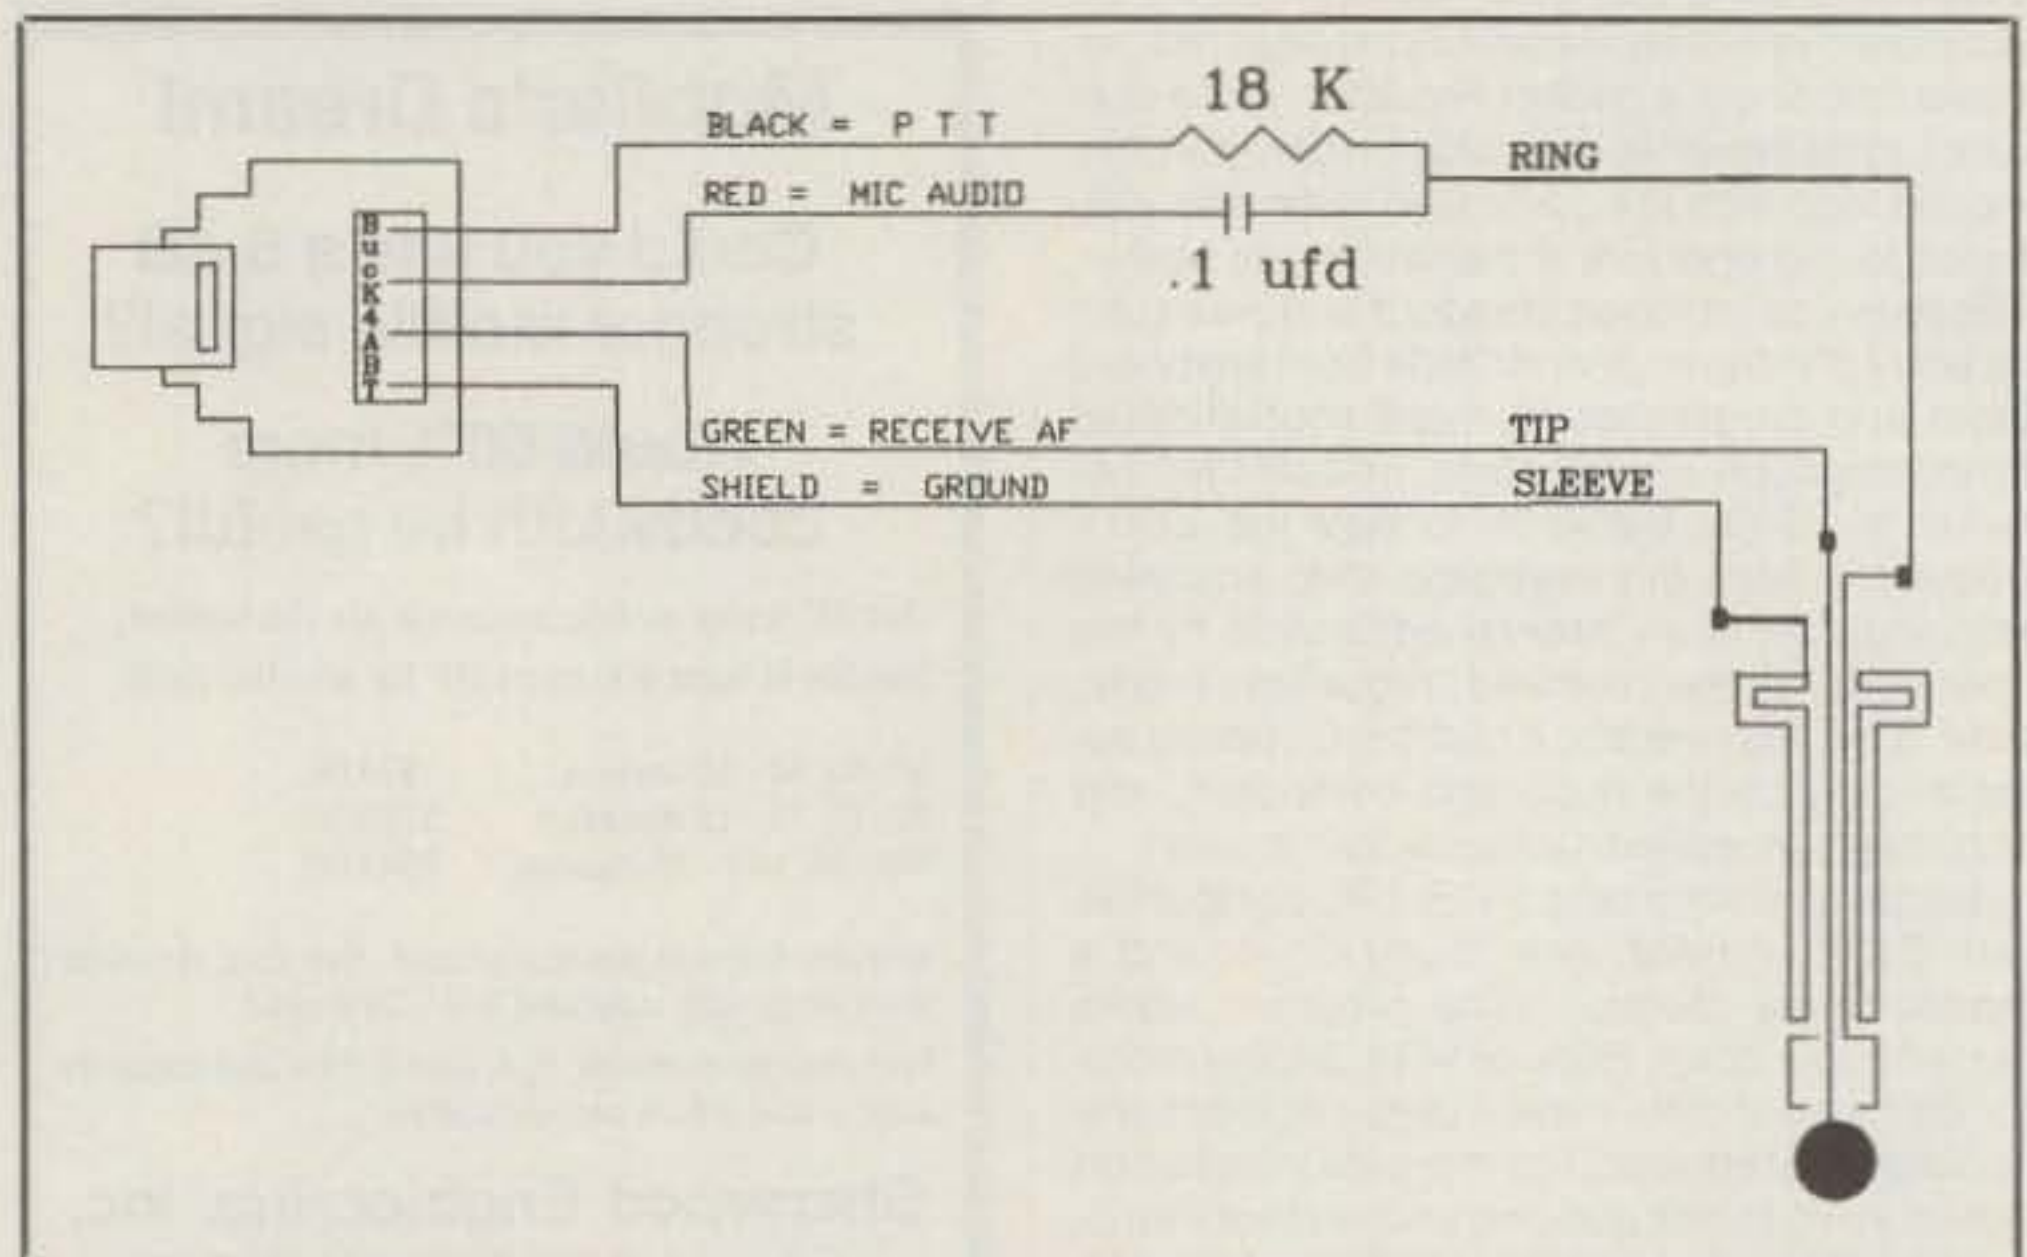 18 K
BLACK = P T T
RING
RED = MIC AUDIO
BucK4ABT
.1 ufd
GREEN = RECEIVE AF
TIP
SHIELD = GROUND
SLEEVE